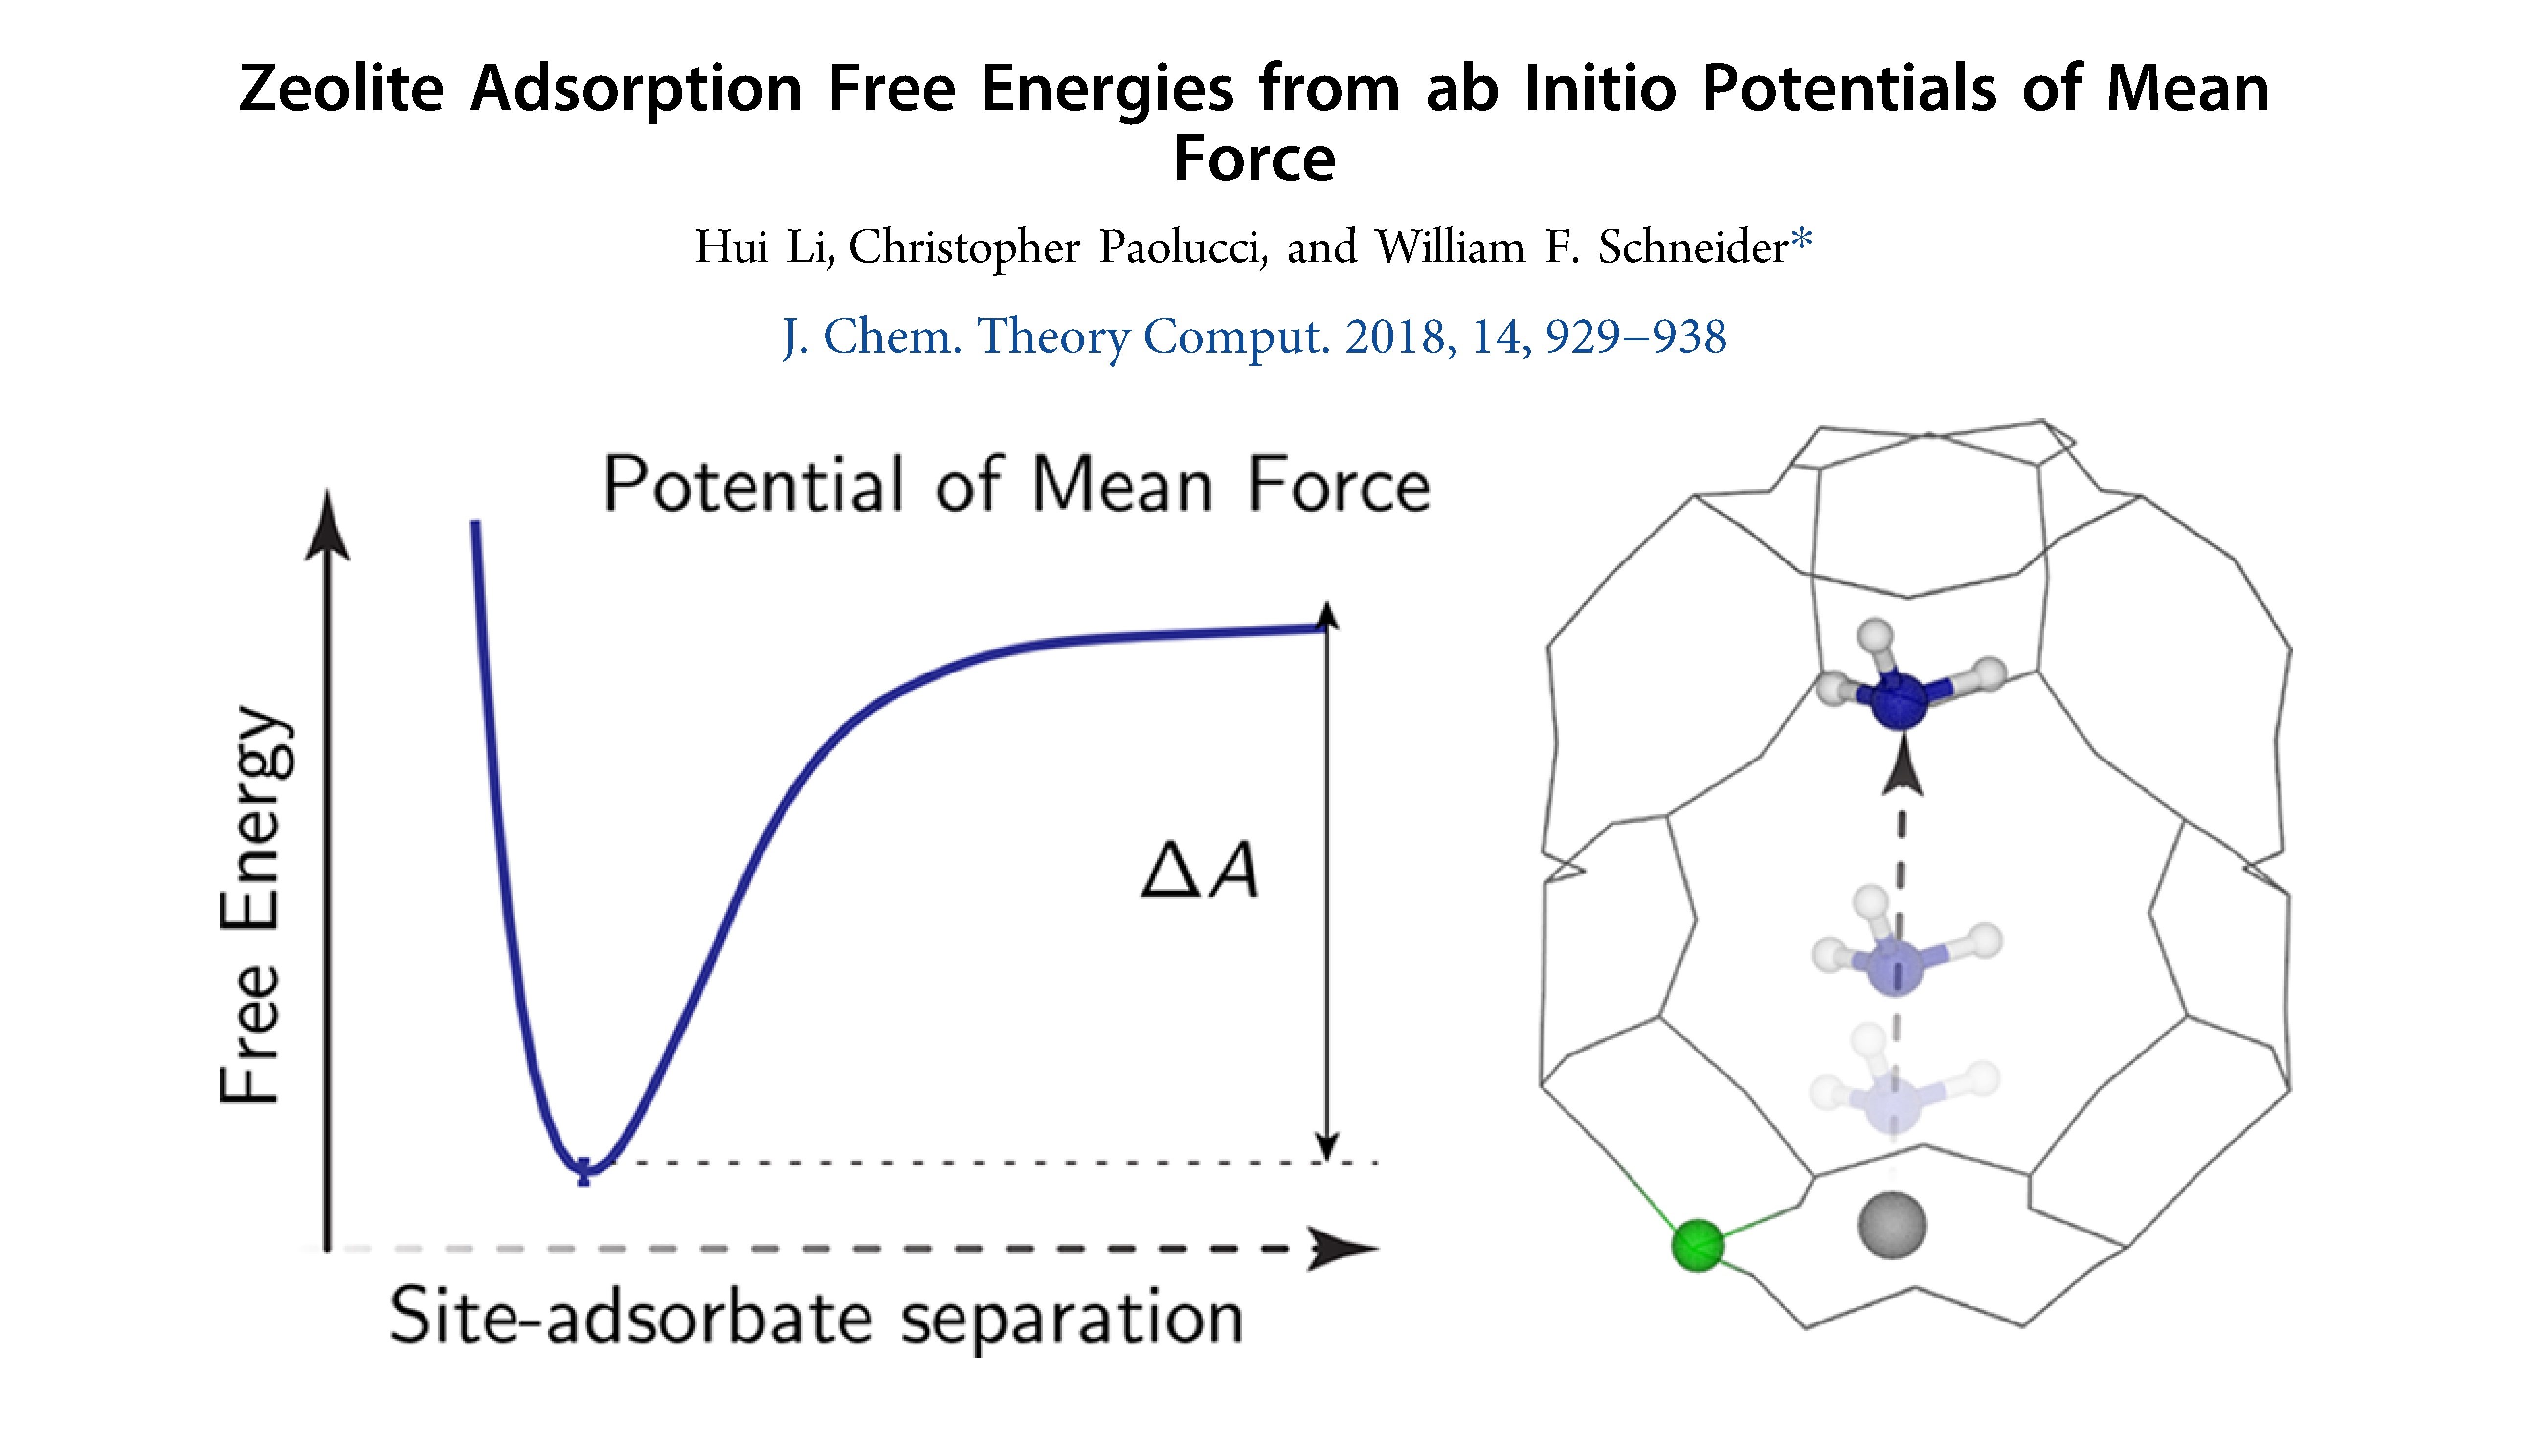 Zeolite Adsorption Free Energies from ab Initio Potentials of Mean
Force
Hui Li, Christopher Paolucci, and William F. Schneider*
J. Chem. Theory Comput. 2018, 14, 929−938
Potential of Mean Force
Free Energy
ΔA
Site-adsorbate separation